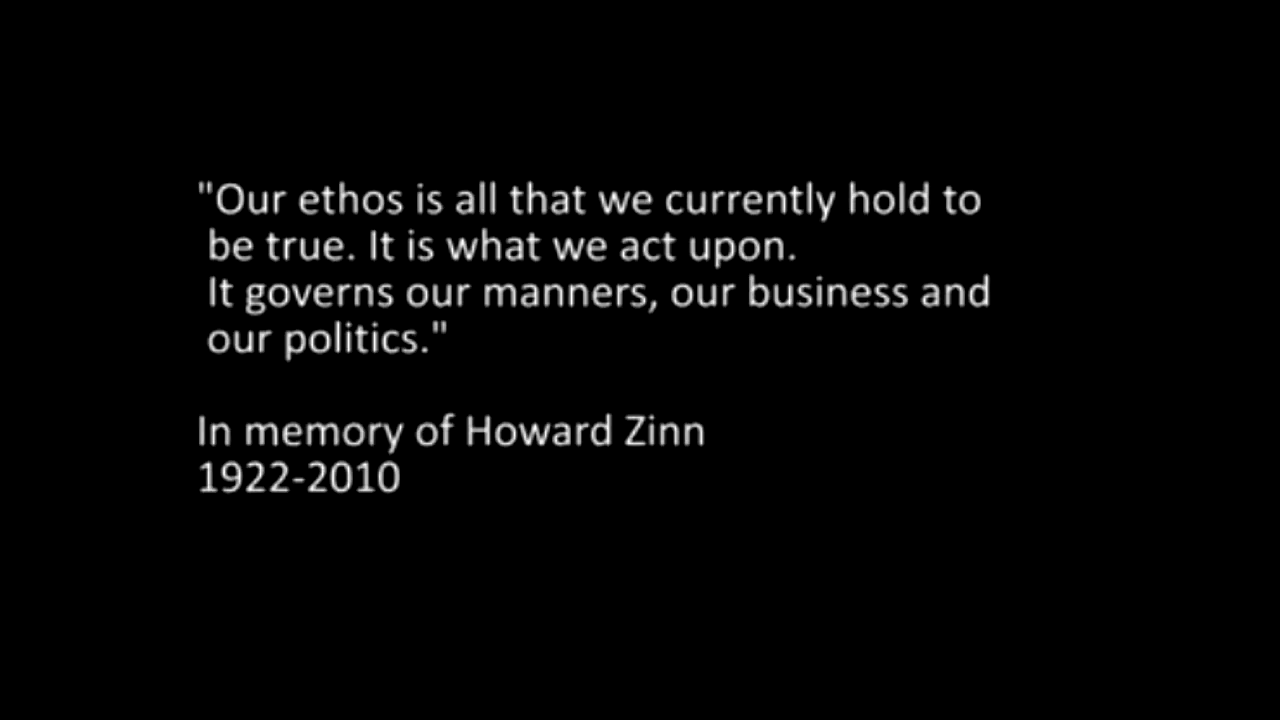 "Our ethos is all that we currently hold to
be true. It is what we act upon.
It governs our manners, our business and
our politics."
In memory of Howard Zinn
1922-2010